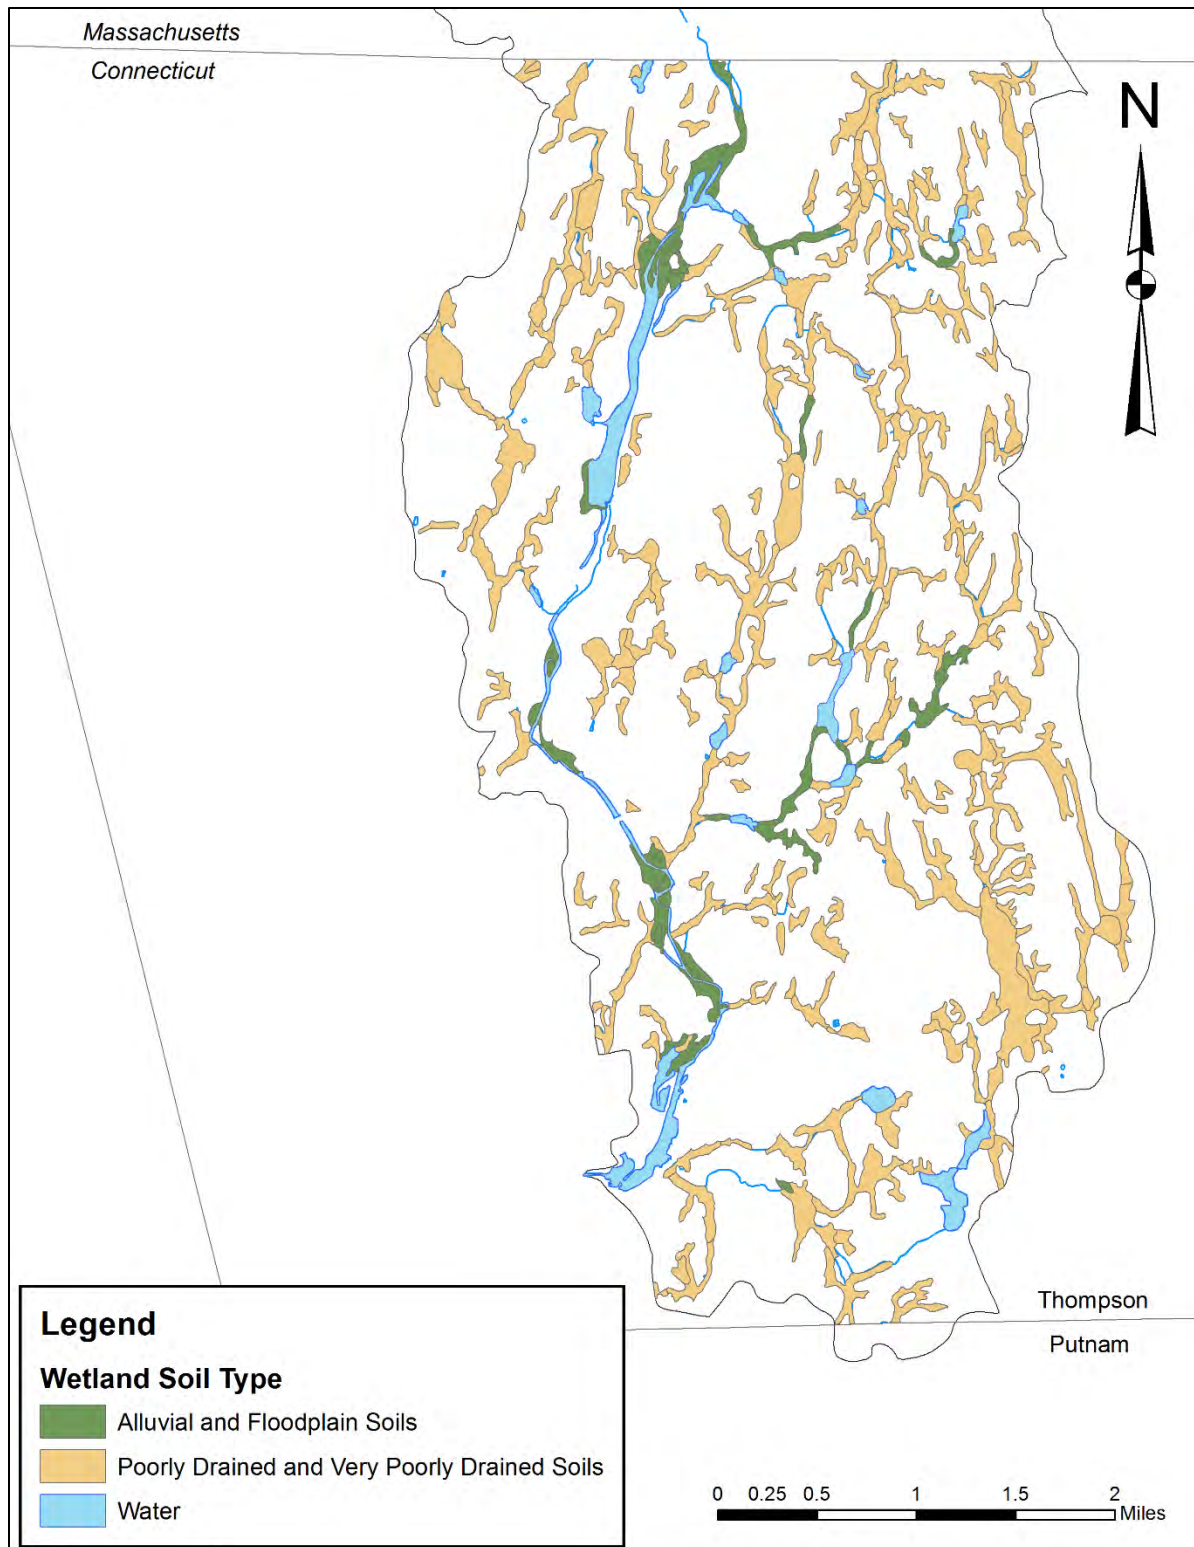 Massachusetts
Connecticut
N
Thompson
Putnam
Legend
Wetland Soil Type
Alluvial and Floodplain Soils
Poorly Drained and Very Poorly Drained Soils
Water
0 0.25 0.5 1 1.5 2
Miles